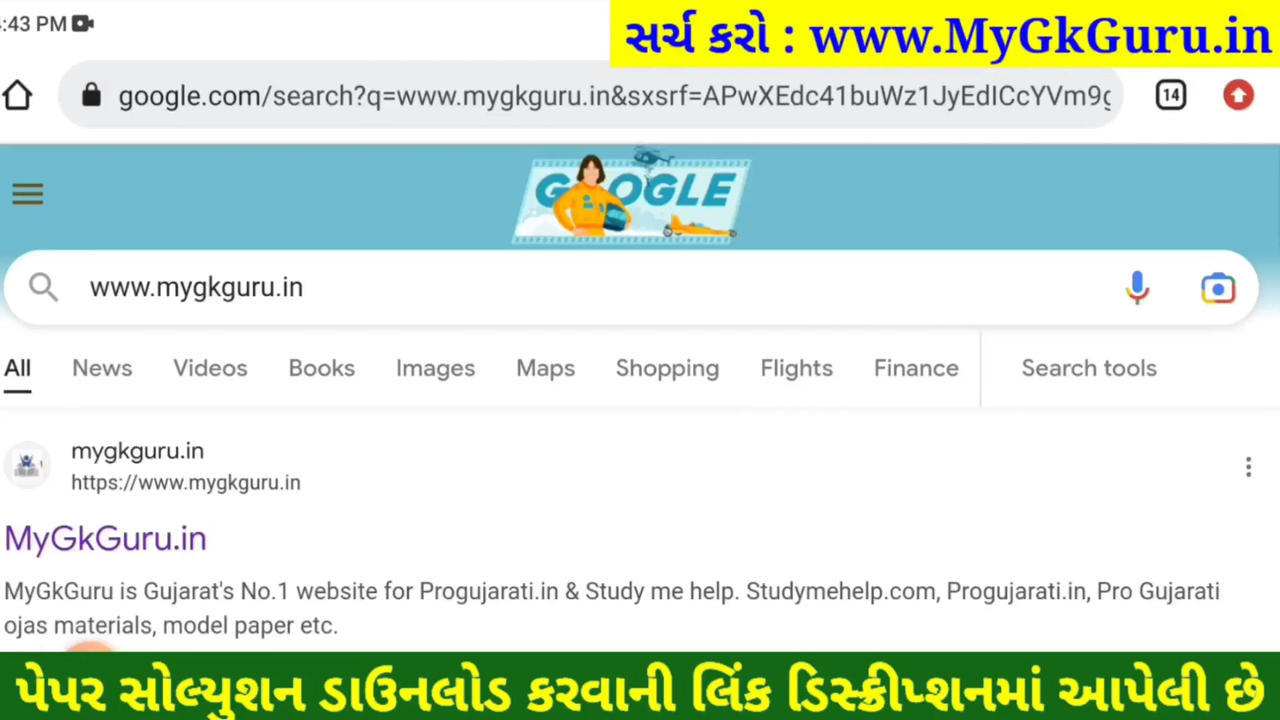 :43 PM
સર્ચ કરો : www.MyGkGuru.in
google.com/search?q=www.mygkguru.in&sxsrf=APwXEdc41buWz1JyEdICcYVm9g
14
GOOGLE
www.mygkguru.in
All News Videos Books Images Maps Shopping Flights Finance Search tools
mygkguru.in
https://www.mygkguru.in
MyGkGuru.in
MyGkGuru is Gujarat's No.1 website for Progujarati.in & Study me help. Studymehelp.com, Progujarati.in, Pro Gujarati
ojas materials, model paper etc.
પેપર સોલ્યુશન ડાઉનલોડ કરવાની લિંક ડિસ્ક્રીપ્શનમાં આપેલી છે